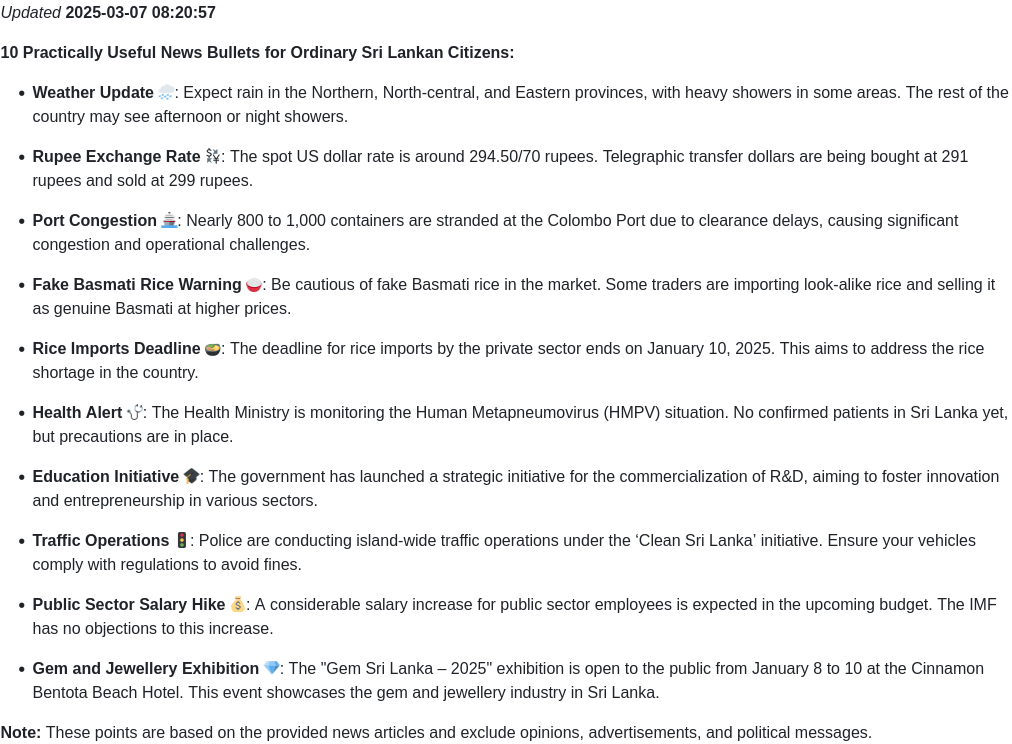 Updated 2025-03-07 08:20:57
10 Practically Useful News Bullets for Ordinary Sri Lankan Citizens:
• Weather Update 🌧️: Expect rain in the Northern, North-central, and Eastern provinces, with heavy showers in some areas. The rest of the
country may see afternoon or night showers.
• Rupee Exchange Rate 💱: The spot US dollar rate is around 294.50/70 rupees. Telegraphic transfer dollars are being bought at 291
rupees and sold at 299 rupees.
• Port Congestion 🚢: Nearly 800 to 1,000 containers are stranded at the Colombo Port due to clearance delays, causing significant
congestion and operational challenges.
• Fake Basmati Rice Warning 🍚: Be cautious of fake Basmati rice in the market. Some traders are importing look-alike rice and selling it
as genuine Basmati at higher prices.
• Rice Imports Deadline 🍲: The deadline for rice imports by the private sector ends on January 10, 2025. This aims to address the rice
shortage in the country.
• Health Alert 🩺: The Health Ministry is monitoring the Human Metapneumovirus (HMPV) situation. No confirmed patients in Sri Lanka yet,
but precautions are in place.
• Education Initiative 🎓: The government has launched a strategic initiative for the commercialization of R&D, aiming to foster innovation
and entrepreneurship in various sectors.
• Traffic Operations 🚦: Police are conducting island-wide traffic operations under the ‘Clean Sri Lanka’ initiative. Ensure your vehicles
comply with regulations to avoid fines.
• Public Sector Salary Hike 💰: A considerable salary increase for public sector employees is expected in the upcoming budget. The IMF
has no objections to this increase.
• Gem and Jewellery Exhibition 💎: The "Gem Sri Lanka – 2025" exhibition is open to the public from January 8 to 10 at the Cinnamon
Bentota Beach Hotel. This event showcases the gem and jewellery industry in Sri Lanka.
Note: These points are based on the provided news articles and exclude opinions, advertisements, and political messages.